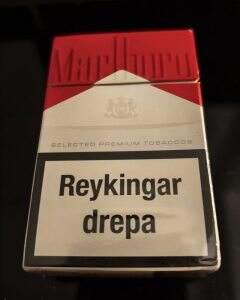 Marlboro
SELECTED PREMIUM TOBACCOS
Reykingar
drepa